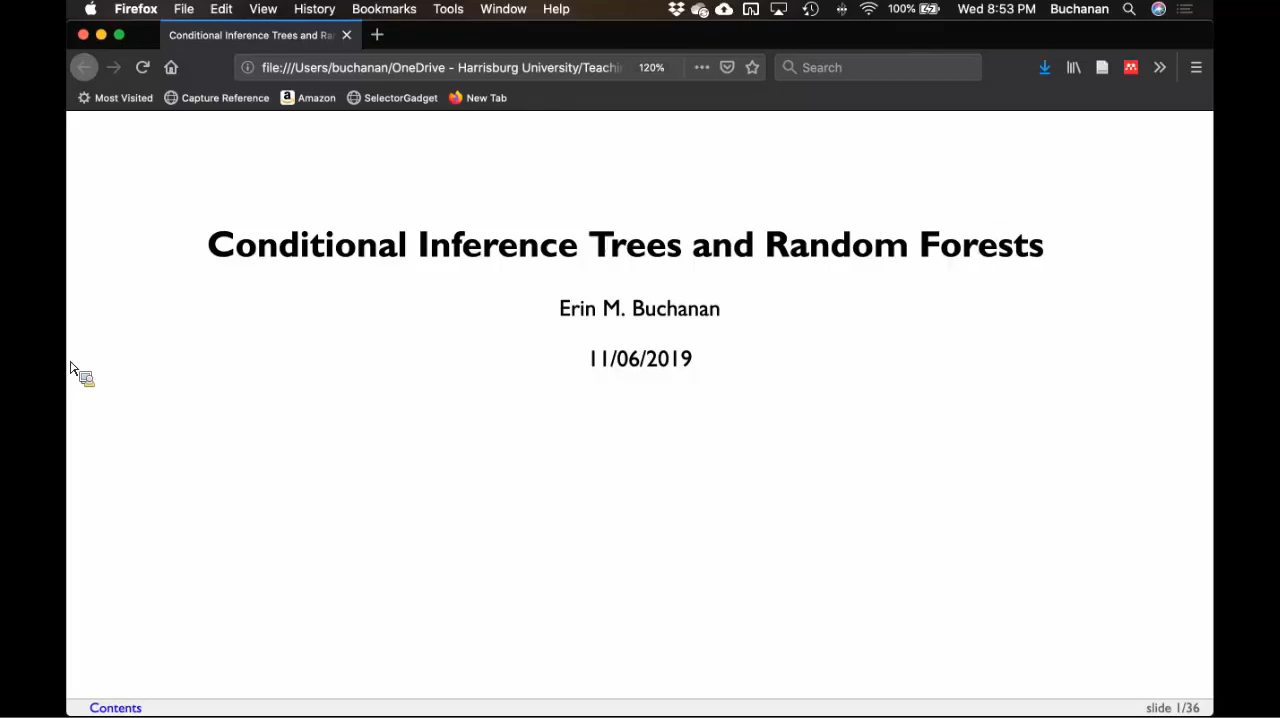 Firefox File Edit View History Bookmarks Tools Window Help 100% Wed 8:53 PM Buchanan
Conditional Inference Trees and Ra
file:///Users/buchanan/OneDrive - Harrisburg University/Teachi 120% Search
Most Visited Capture Reference Amazon SelectorGadget New Tab
Conditional Inference Trees and Random Forests
Erin M. Buchanan
11/06/2019
Contents slide 1/36